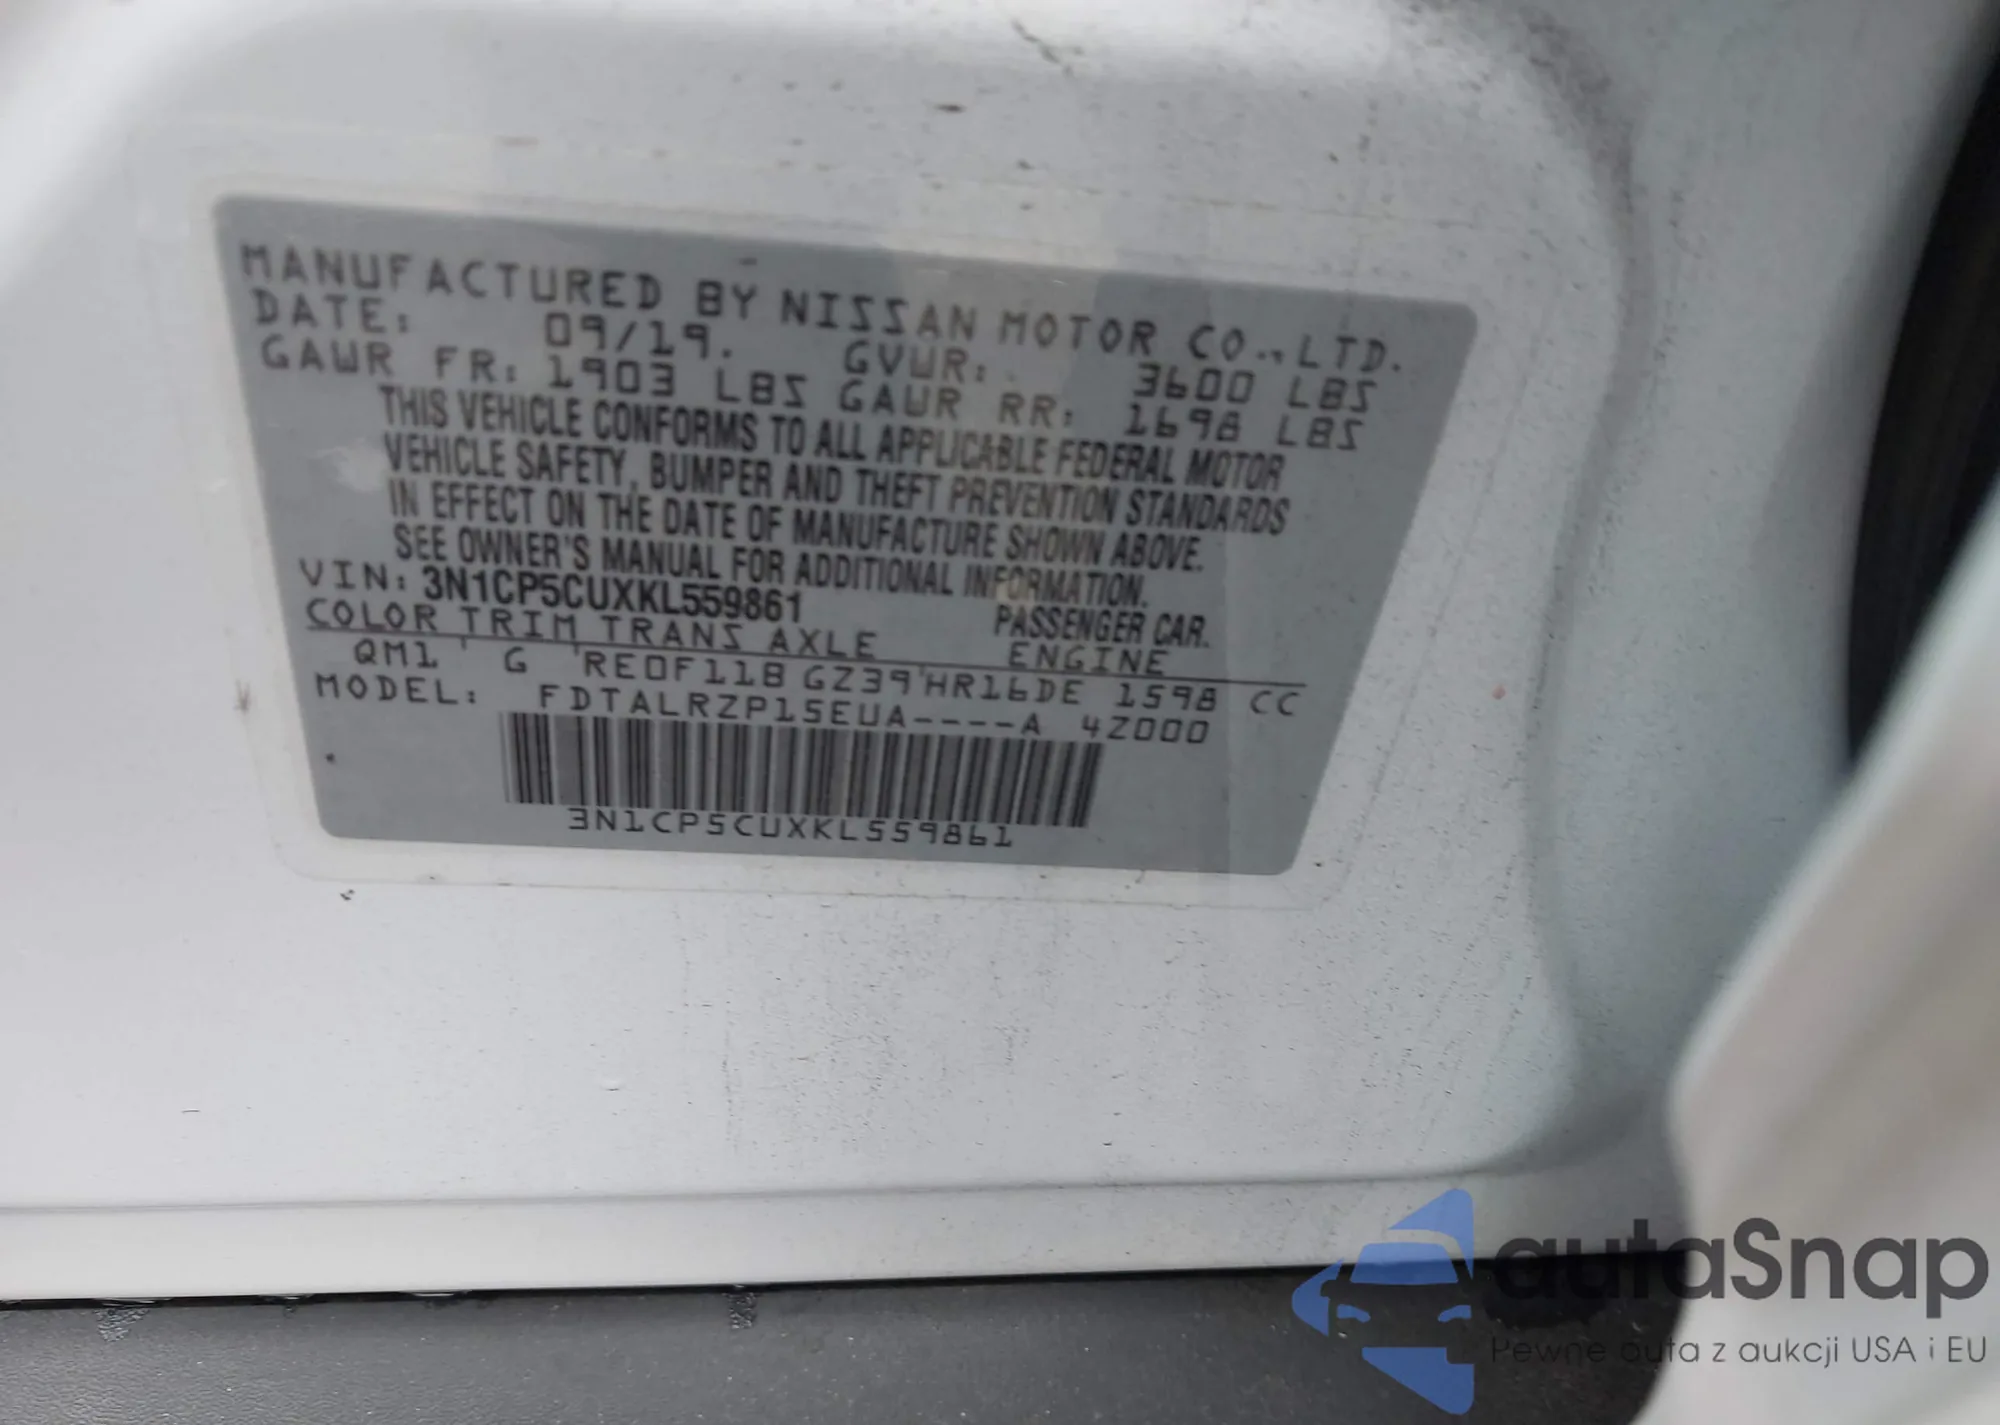 MANUFACTURED BY NISSAN MOTOR CO., LTD.
DATE: 09/19. GVWR: 3600 LBS
GAWR FR: 1903 LBS GAWR RR: 1698 LBS
THIS VEHICLE CONFORMS TO ALL APPLICABLE FEDERAL MOTOR
VEHICLE SAFETY, BUMPER AND THEFT PREVENTION STANDARDS
IN EFFECT ON THE DATE OF MANUFACTURE SHOWN ABOVE.
SEE OWNER'S MANUAL FOR ADDITIONAL INFORMATION.
VIN: 3N1CP5CUXKL559861 PASSENGER CAR.
COLOR TRIM TRANS AXLE ENGINE
QM1 G RE0F11B GZ39 HR16DE 1598 CC
MODEL: FDTALRZP15EUA----A 4Z000
3N1CP5CUXKL559861
autaSnap
Pewne auta z aukcji USA i EU